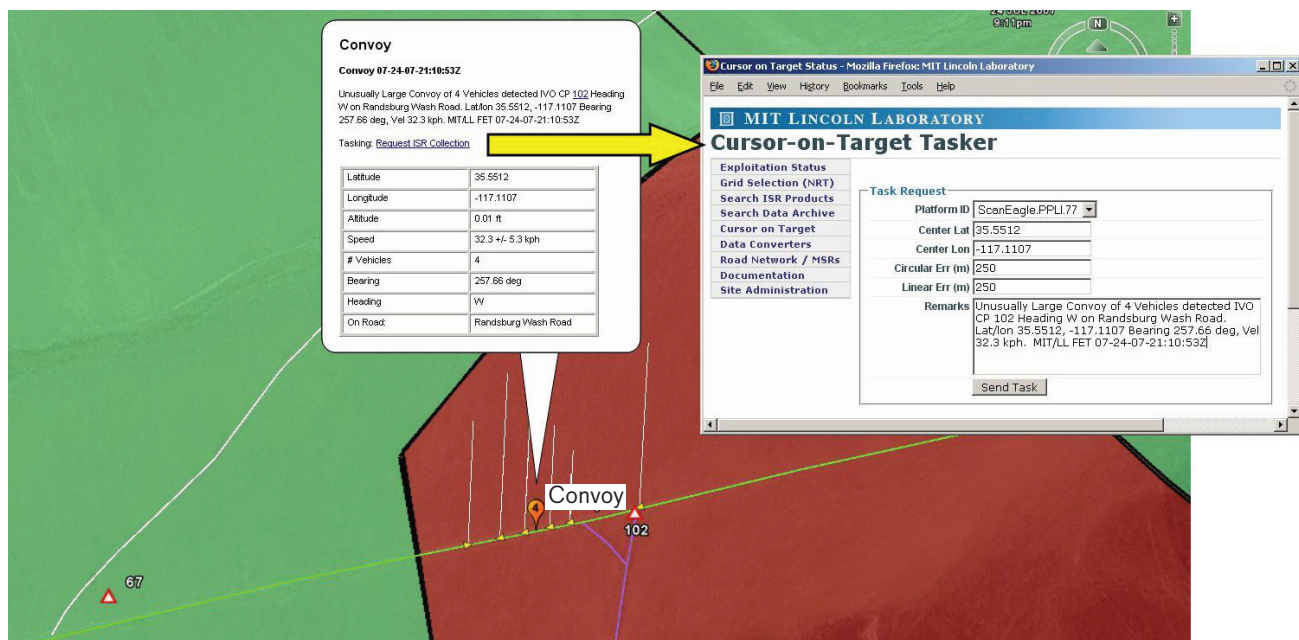 Convoy
Convoy 07-24-07-21:10:53Z
Unusually Large Convoy of 4 Vehicles detected IVO CP 102 Heading
W on Randsburg Wash Road. Lat/lon 35.5512, -117.1107 Bearing
257.66 deg, Vel 32.3 kph. MIT/LL FET 07-24-07-21:10:53Z
Tasking: Request ISR Collection
Latitude 35.5512
Longitude -117.1107
Altitude 0.01 ft
Speed 32.3 +/- 5.3 kph
# Vehicles 4
Bearing 257.66 deg
Heading W
On Road: Randsburg Wash Road
9:11pm
N
Cursor on Target Status - Mozilla Firefox: MIT Lincoln Laboratory
File Edit View History Bookmarks Tools Help
MIT LINCOLN LABORATORY
Cursor-on-Target Tasker
Exploitation Status
Grid Selection (NRT)
Search ISR Products
Search Data Archive
Cursor on Target
Data Converters
Road Network / MSRs
Documentation
Site Administration
Task Request
Platform ID ScanEagle.PPLI.77
Center Lat 35.5512
Center Lon -117.1107
Circular Err (m) 250
Linear Err (m) 250
Remarks Unusually Large Convoy of 4 Vehicles detected IVO
CP 102 Heading W on Randsburg Wash Road.
Lat/lon 35.5512, -117.1107 Bearing 257.66 deg, Vel
32.3 kph. MIT/LL FET 07-24-07-21:10:53Z
Send Task
4
Convoy
102
67